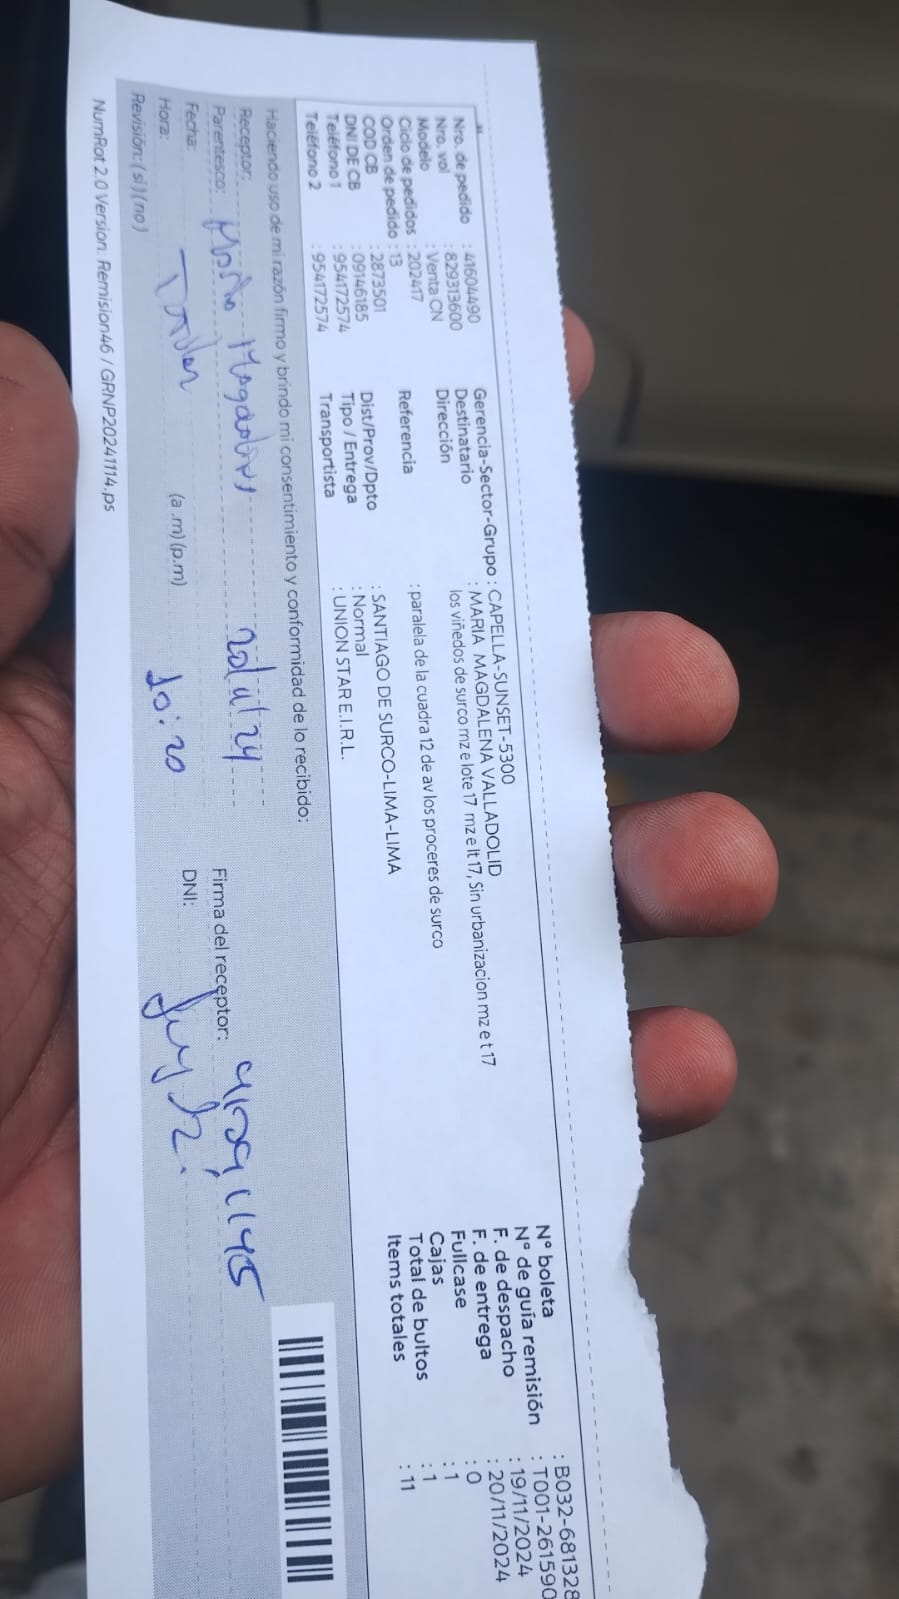 Nro. de pedido : 41604490
Nro. vol : 829313600
Modelo : Venta CN
Ciclo de pedidos : 202417
Orden de pedido : 13
COD CB : 2873501
DNI DE CB : 09146185
Teléfono 1 : 954172574
Teléfono 2 : 954172574
Gerencia-Sector-Grupo : CAPELLA-SUNSET-5300
Destinatario : MARIA MAGDALENA VALLADOLID
Dirección los viñedos de surco mz e lote 17 mz e lt 17, Sin urbanizacion mz e t 17
Referencia : paralela de la cuadra 12 de av los proceres de surco
Dist/Prov/Dpto : SANTIAGO DE SURCO-LIMA-LIMA
Tipo / Entrega : Normal
Transportista : UNION STAR E.I.R.L.
N° boleta : B032-681328
N° de guía remisión : T001-261590
F. de despacho : 19/11/2024
F. de entrega : 20/11/2024
Fullcase : 0
Cajas : 1
Total de bultos : 1
Items totales : 11
Haciendo uso de mi razón firmo y brindo mi consentimiento y conformidad de lo recibido:
Receptor:
Parentesco:
Fecha: 20/11/24
Hora: (a.m)(p.m) 10:20
Revisión: (si)(no)
Firma del receptor:
DNI:
NumRot 2.0 Version. Remision46 / GRNP20241114.ps